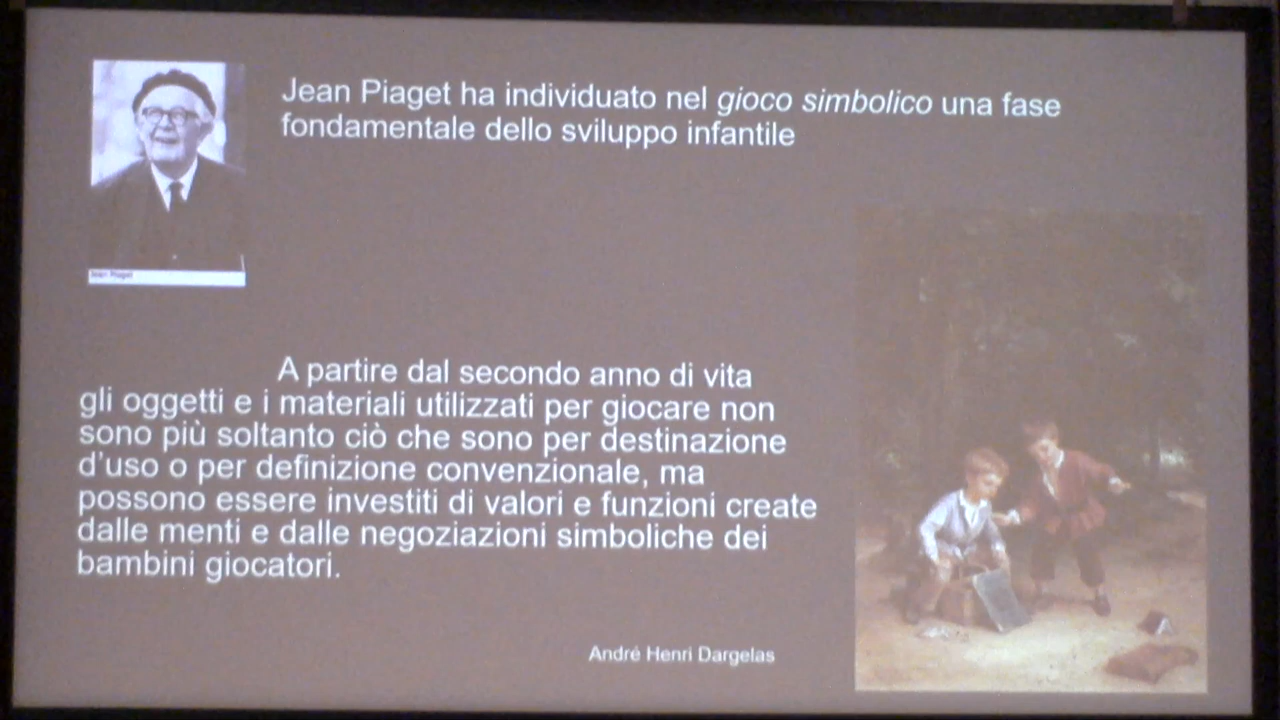 Jean Piaget ha individuato nel gioco simbolico una fase
fondamentale dello sviluppo infantile
Jean Piaget
A partire dal secondo anno di vita
gli oggetti e i materiali utilizzati per giocare non
sono più soltanto ciò che sono per destinazione
d'uso o per definizione convenzionale, ma
possono essere investiti di valori e funzioni create
dalle menti e dalle negoziazioni simboliche dei
bambini giocatori.
André Henri Dargelas